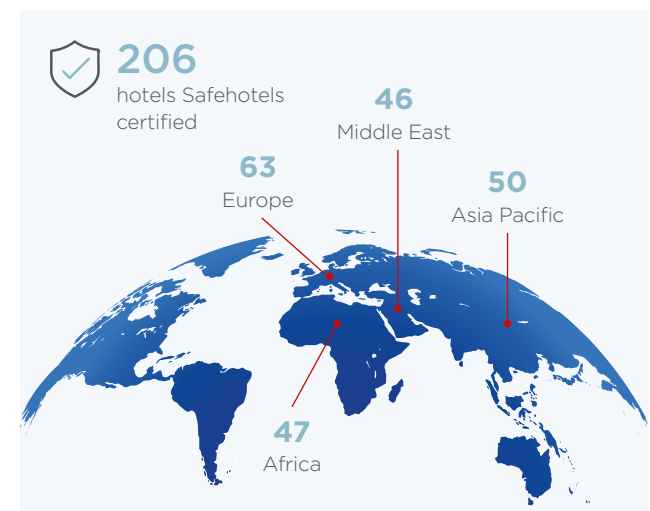 206
hotels Safehotels
certified
46
Middle East
63
Europe
50
Asia Pacific
47
Africa